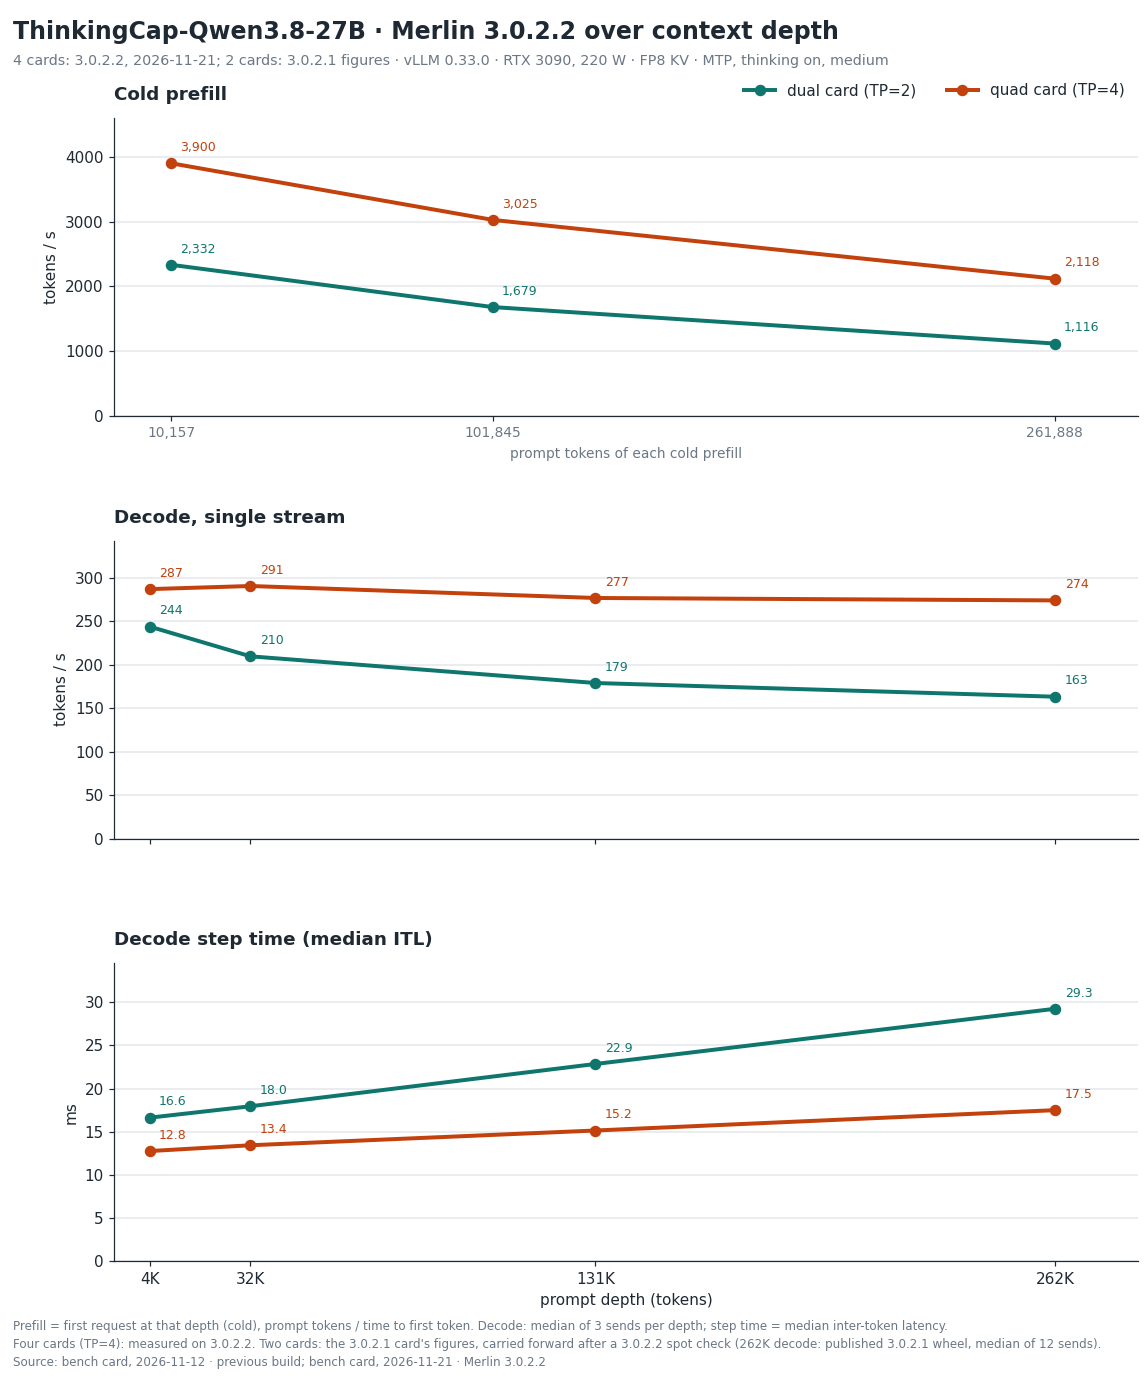 ThinkingCap-Qwen3.8-27B · Merlin 3.0.2.2 over context depth
4 cards: 3.0.2.2, 2026-11-21; 2 cards: 3.0.2.1 figures · vLLM 0.33.0 · RTX 3090, 220 W · FP8 KV · MTP, thinking on, medium
dual card (TP=2)
quad card (TP=4)
Cold prefill
tokens / s
4000
3000
2000
1000
0
3,900
3,025
2,118
2,332
1,679
1,116
10,157
101,845
261,888
prompt tokens of each cold prefill
Decode, single stream
tokens / s
300
250
200
150
100
50
0
287
291
277
274
244
210
179
163
Decode step time (median ITL)
ms
30
25
20
15
10
5
0
16.6
18.0
22.9
29.3
12.8
13.4
15.2
17.5
4K
32K
131K
262K
prompt depth (tokens)
Prefill = first request at that depth (cold), prompt tokens / time to first token. Decode: median of 3 sends per depth; step time = median inter-token latency.
Four cards (TP=4): measured on 3.0.2.2. Two cards: the 3.0.2.1 card's figures, carried forward after a 3.0.2.2 spot check (262K decode: published 3.0.2.1 wheel, median of 12 sends).
Source: bench card, 2026-11-12 · previous build; bench card, 2026-11-21 · Merlin 3.0.2.2